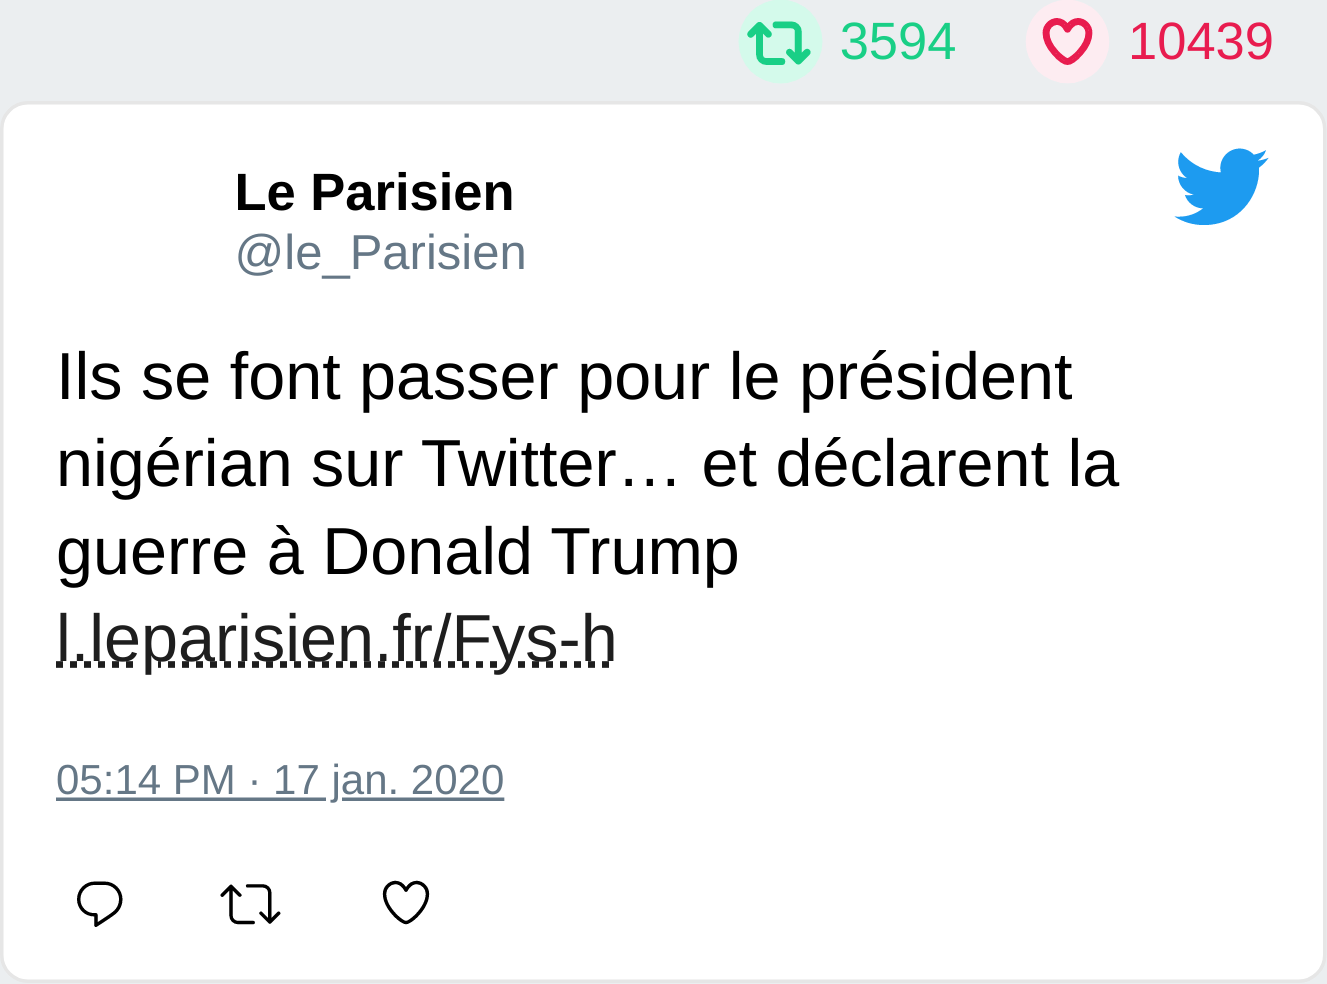 3594 10439
Le Parisien
@le_Parisien
Ils se font passer pour le président
nigérian sur Twitter… et déclarent la
guerre à Donald Trump
l.leparisien.fr/Fys-h
05:14 PM · 17 jan. 2020